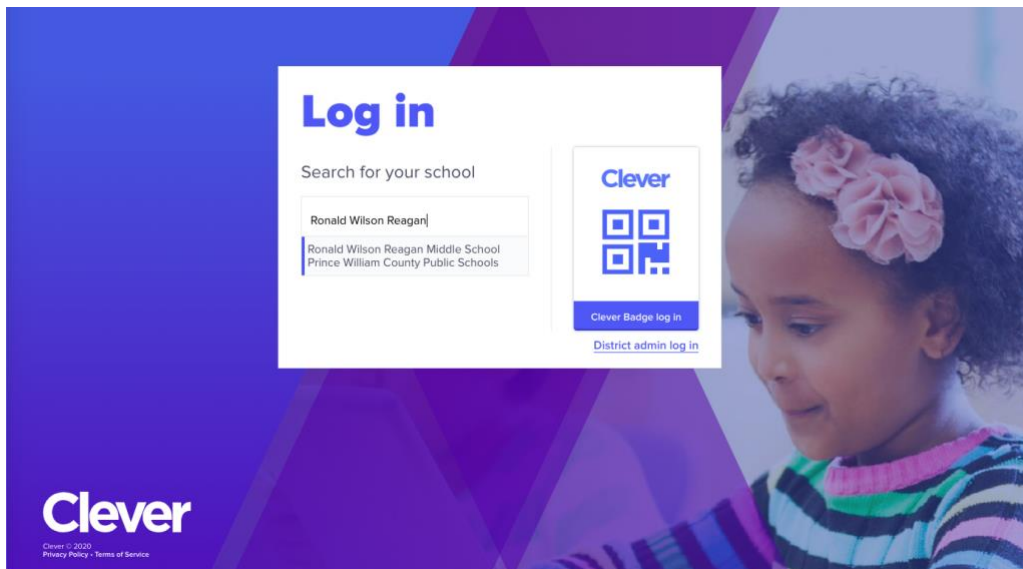 Log in
Search for your school
Ronald Wilson Reagan
Ronald Wilson Reagan Middle School
Prince William County Public Schools
Clever
Clever Badge log in
District admin log in
Clever
Clever © 2020
Privacy Policy • Terms of Service